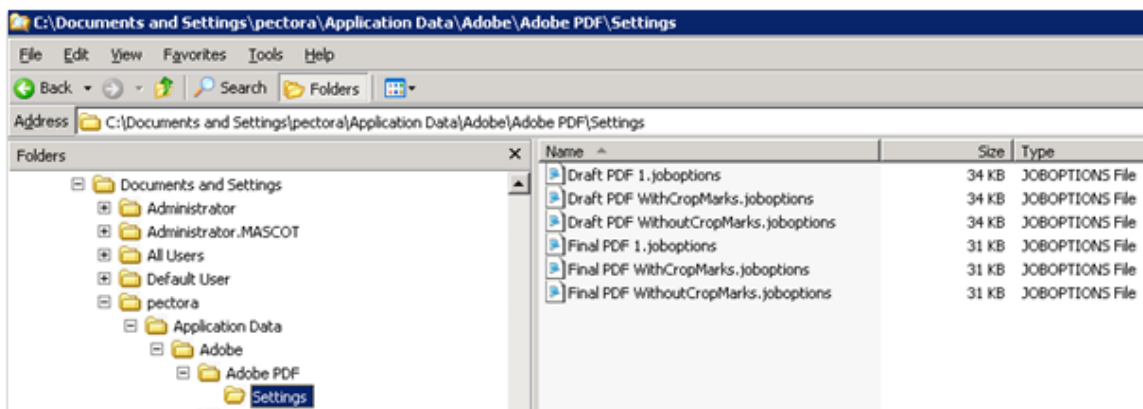 C:\Documents and Settings\pectora\Application Data\Adobe\Adobe PDF\Settings
File Edit View Favorites Tools Help
Back Search Folders
Address C:\Documents and Settings\pectora\Application Data\Adobe\Adobe PDF\Settings
Folders x
Documents and Settings
Administrator
Administrator.MASCOT
All Users
Default User
pectora
Application Data
Adobe
Adobe PDF
Settings
Name Size Type
Draft PDF 1.joboptions 34 KB JOBOPTIONS File
Draft PDF WithCropMarks.joboptions 34 KB JOBOPTIONS File
Draft PDF WithoutCropMarks.joboptions 34 KB JOBOPTIONS File
Final PDF 1.joboptions 31 KB JOBOPTIONS File
Final PDF WithCropMarks.joboptions 31 KB JOBOPTIONS File
Final PDF WithoutCropMarks.joboptions 31 KB JOBOPTIONS File